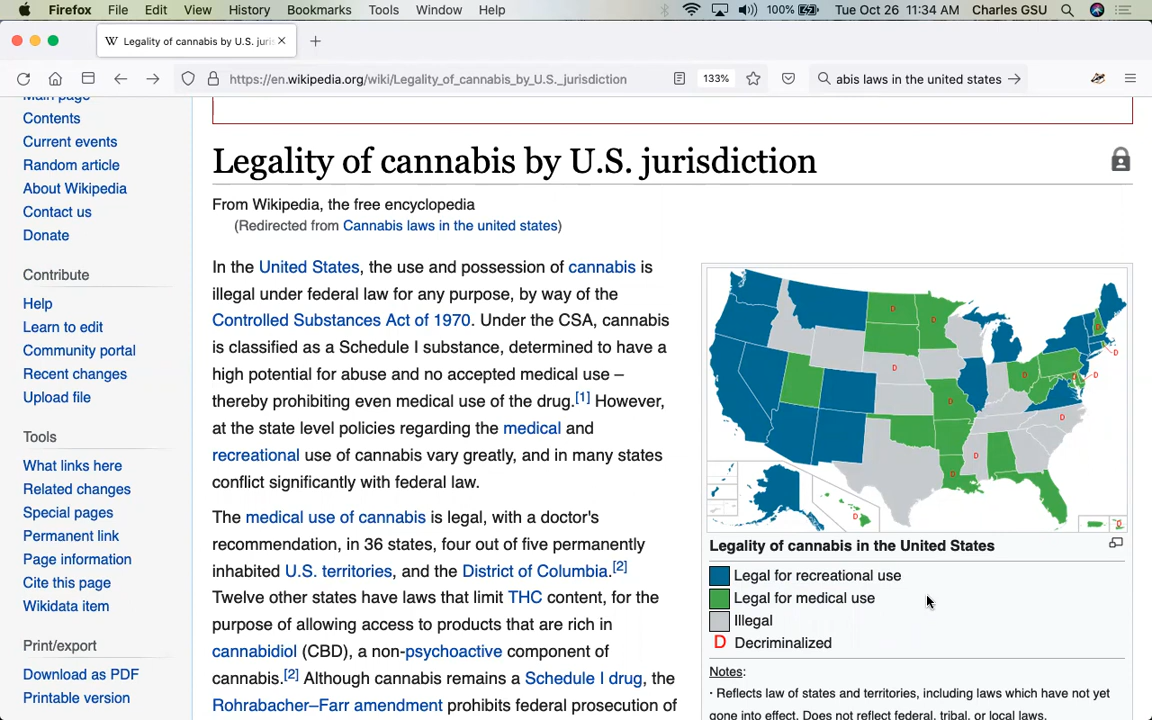 Firefox File Edit View History Bookmarks Tools Window Help 100% Tue Oct 26 11:34 AM Charles GSU
W Legality of cannabis by U.S. juris
https://en.wikipedia.org/wiki/Legality_of_cannabis_by_U.S._jurisdiction 133% abis laws in the united states
Main page
Contents
Current events
Random article
About Wikipedia
Contact us
Donate
Contribute
Help
Learn to edit
Community portal
Recent changes
Upload file
Tools
What links here
Related changes
Special pages
Permanent link
Page information
Cite this page
Wikidata item
Print/export
Download as PDF
Printable version
Legality of cannabis by U.S. jurisdiction
From Wikipedia, the free encyclopedia
(Redirected from Cannabis laws in the united states)
In the United States, the use and possession of cannabis is
illegal under federal law for any purpose, by way of the
Controlled Substances Act of 1970. Under the CSA, cannabis
is classified as a Schedule I substance, determined to have a
high potential for abuse and no accepted medical use –
thereby prohibiting even medical use of the drug.[1] However,
at the state level policies regarding the medical and
recreational use of cannabis vary greatly, and in many states
conflict significantly with federal law.
The medical use of cannabis is legal, with a doctor's
recommendation, in 36 states, four out of five permanently
inhabited U.S. territories, and the District of Columbia.[2]
Twelve other states have laws that limit THC content, for the
purpose of allowing access to products that are rich in
cannabidiol (CBD), a non-psychoactive component of
cannabis.[2] Although cannabis remains a Schedule I drug, the
Rohrabacher–Farr amendment prohibits federal prosecution of
D D D D D D D D D D D D D D D
Legality of cannabis in the United States
Legal for recreational use
Legal for medical use
Illegal
D Decriminalized
Notes:
· Reflects law of states and territories, including laws which have not yet
gone into effect. Does not reflect federal, tribal, or local laws.